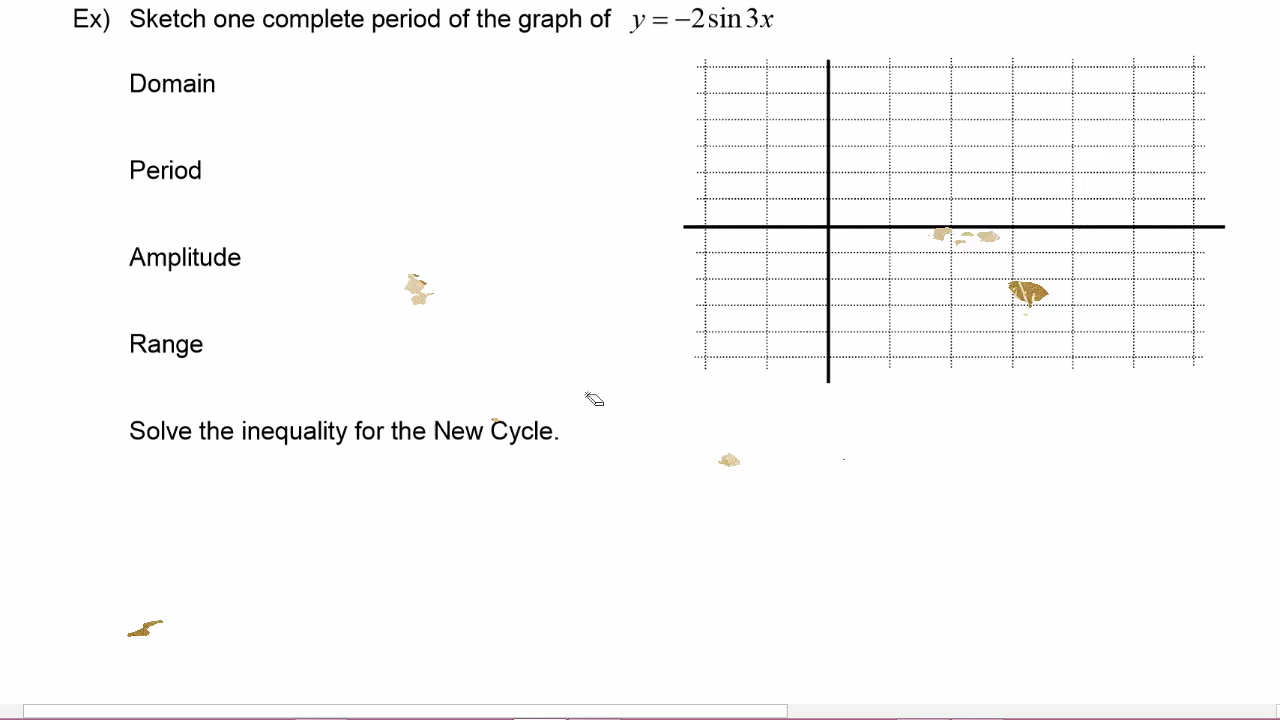 Ex) Sketch one complete period of the graph of y = −2 sin 3x
Domain
Period
Amplitude
Range
Solve the inequality for the New Cycle.